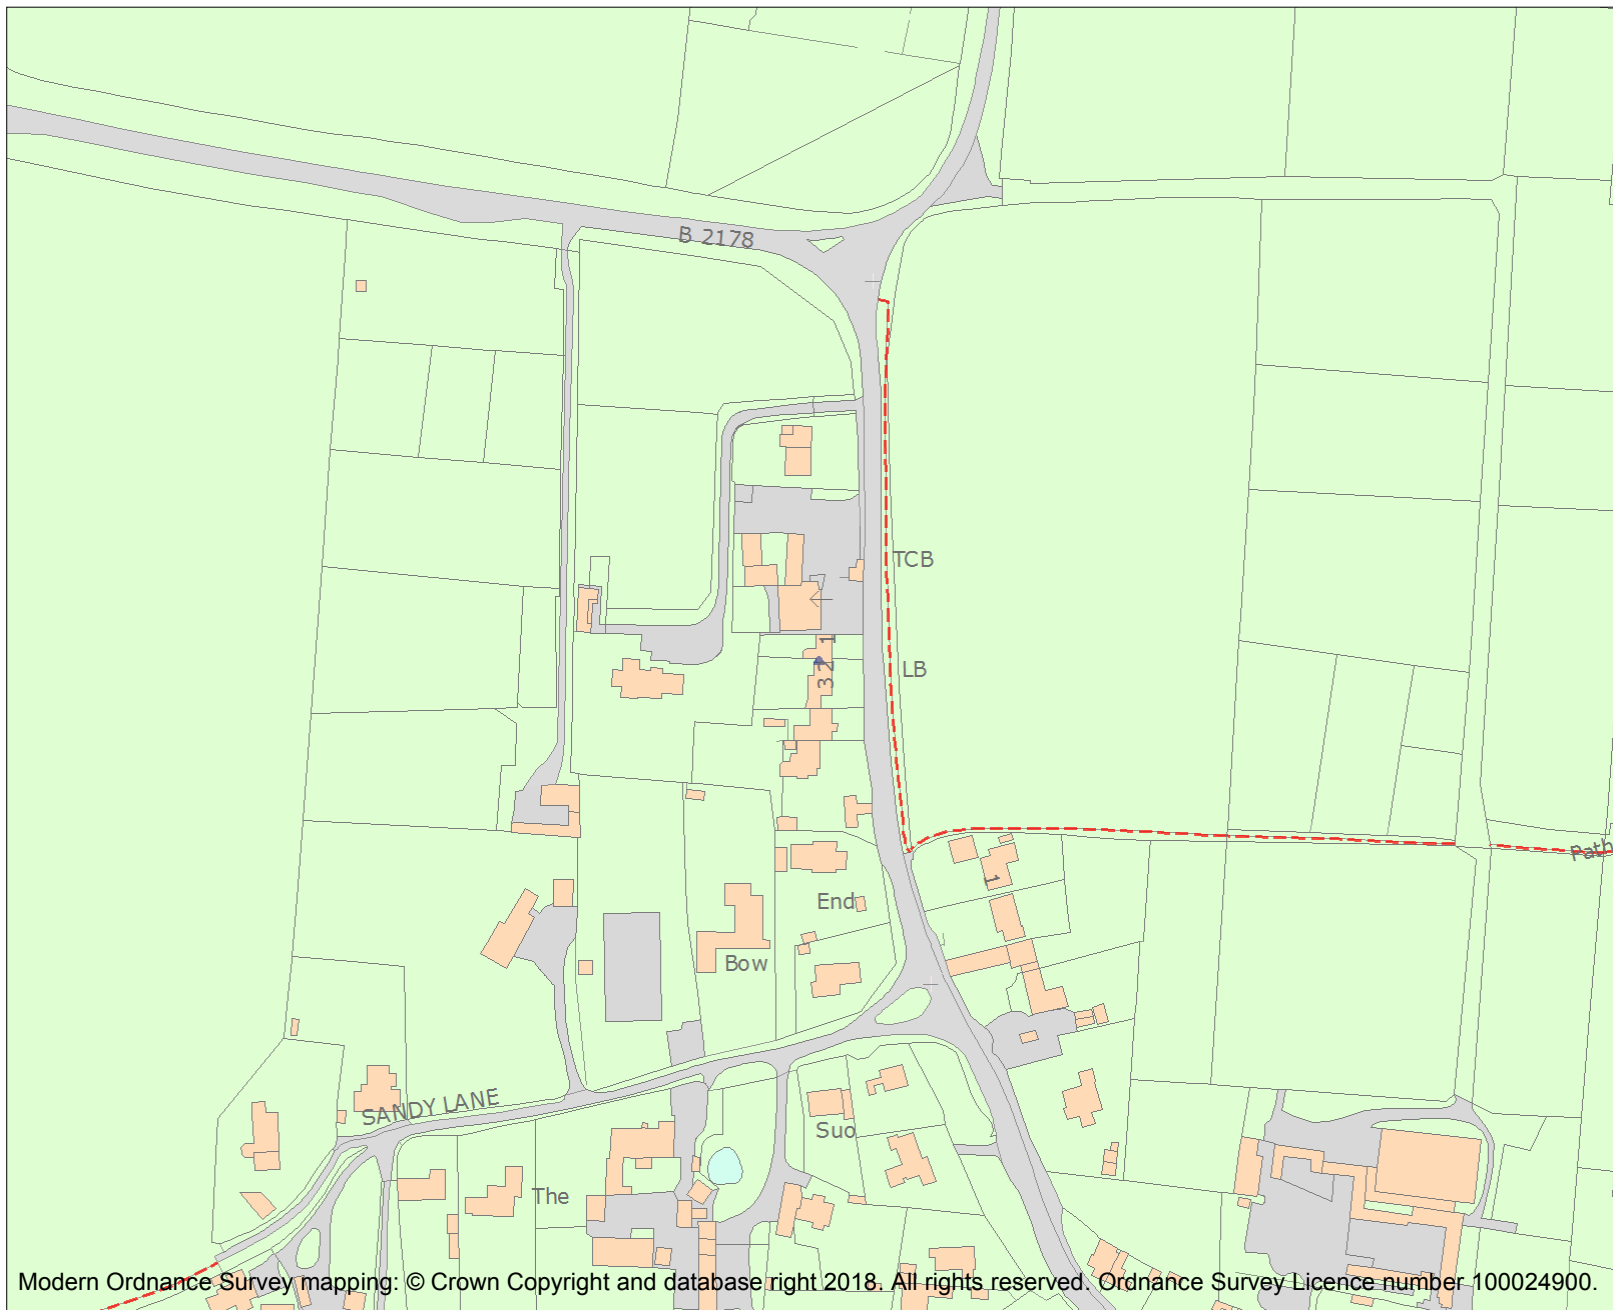 B 2178
TCB
1
2
3
LB
Path
1
End
Bow
SANDY LANE
Suo
The
Modern Ordnance Survey mapping: © Crown Copyright and database right 2018. All rights reserved. Ordnance Survey Licence number 100024900.